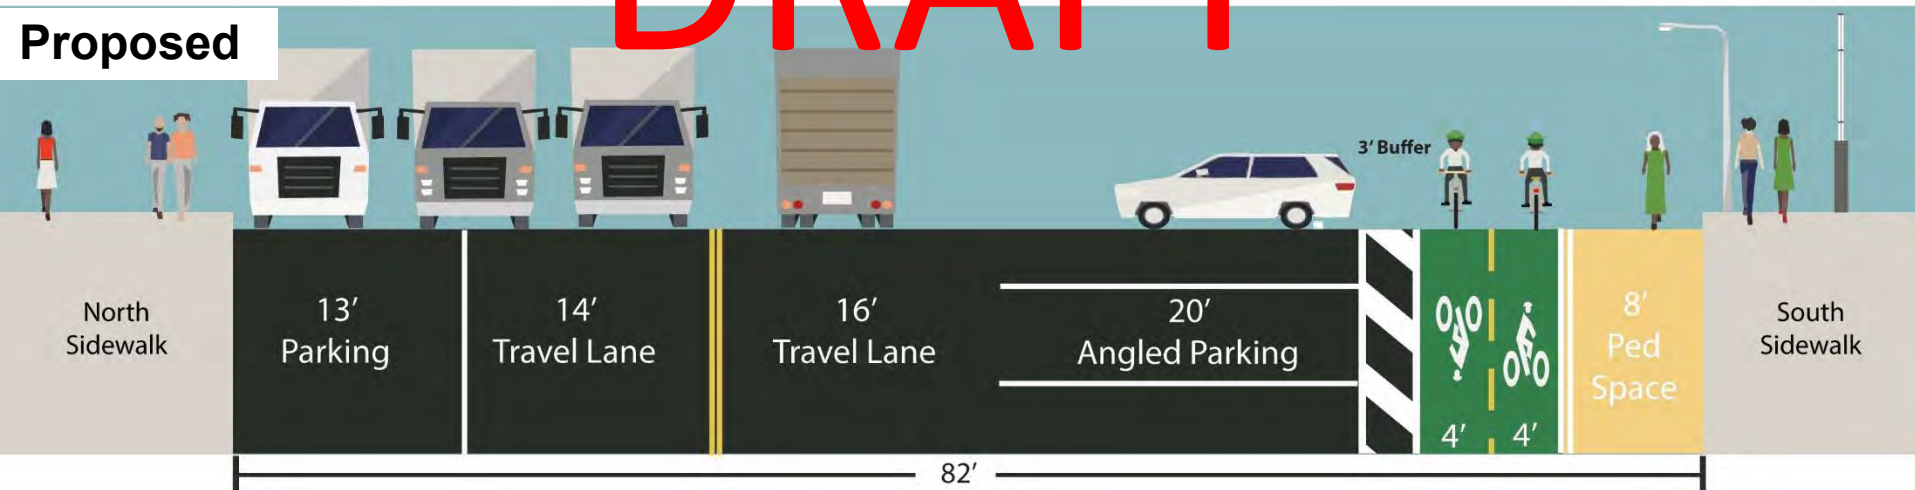 DRAFT
Proposed
3' Buffer
North
Sidewalk
13'
Parking
14'
Travel Lane
16'
Travel Lane
20'
Angled Parking
4'
4'
8'
Ped
Space
South
Sidewalk
82'